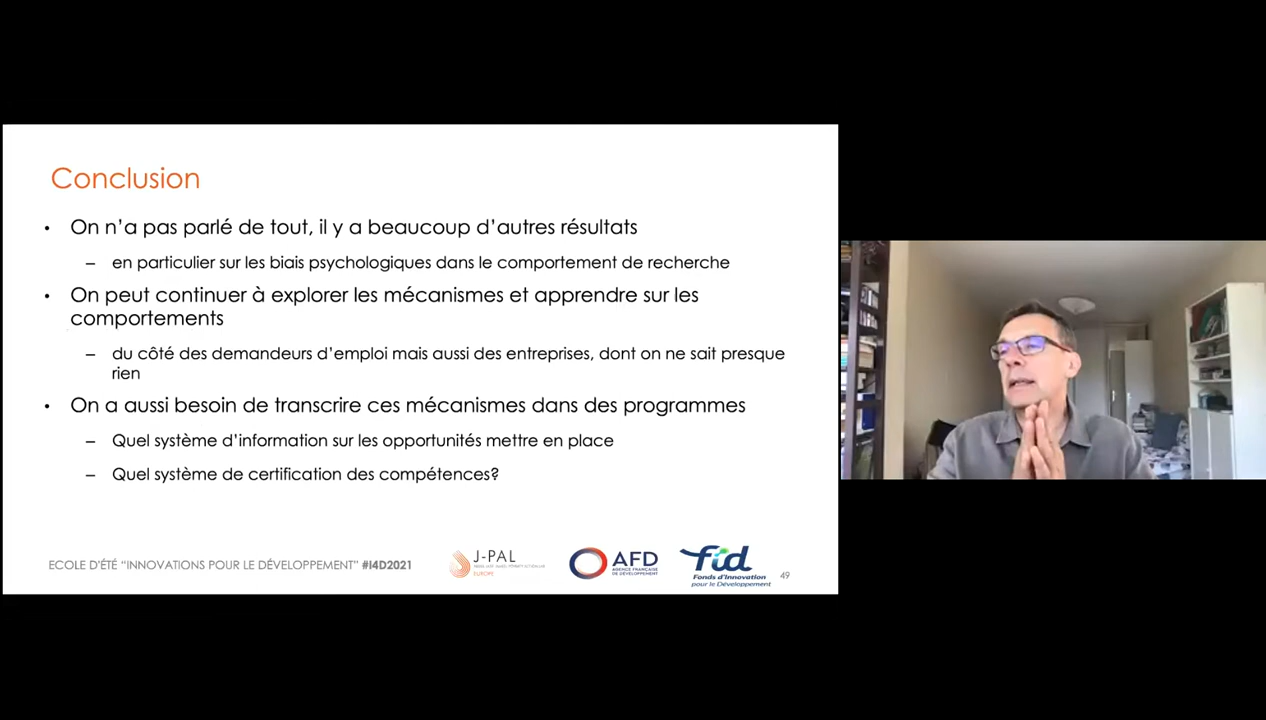 Conclusion
• On n’a pas parlé de tout, il y a beaucoup d’autres résultats
– en particulier sur les biais psychologiques dans le comportement de recherche
• On peut continuer à explorer les mécanismes et apprendre sur les
comportements
– du côté des demandeurs d’emploi mais aussi des entreprises, dont on ne sait presque
rien
• On a aussi besoin de transcrire ces mécanismes dans des programmes
– Quel système d’information sur les opportunités mettre en place
– Quel système de certification des compétences?
ECOLE D'ÉTÉ “INNOVATIONS POUR LE DÉVELOPPEMENT” #I4D2021
J-PAL
EUROPE
AFD
AGENCE FRANÇAISE
DE DÉVELOPPEMENT
fid
Fonds d'Innovation
pour le Développement
49